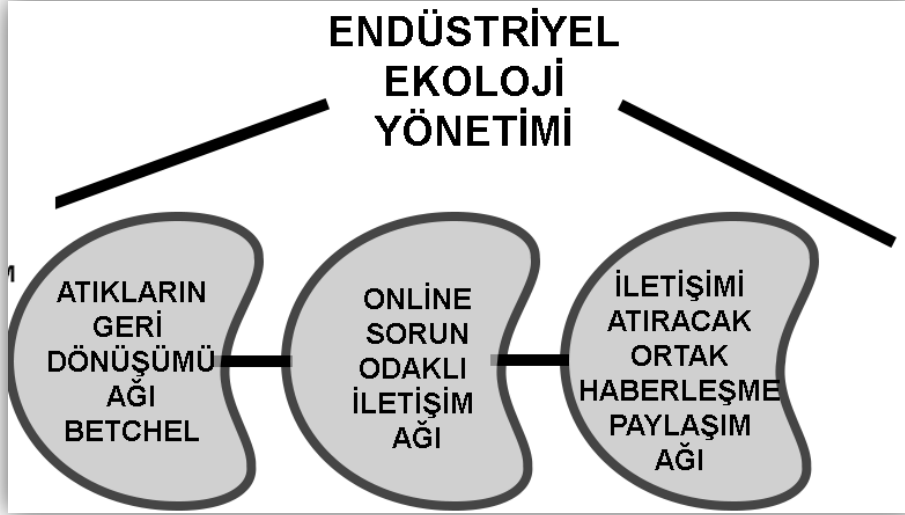 ENDÜSTRİYEL
EKOLOJİ
YÖNETİMİ
ATIKLARIN
GERİ
DÖNÜŞÜMÜ
AĞI
BETCHEL
ONLİNE
SORUN
ODAKLI
İLETİŞİM
AĞI
İLETİŞİMİ
ATIRACAK
ORTAK
HABERLEŞME
PAYLAŞIM
AĞI